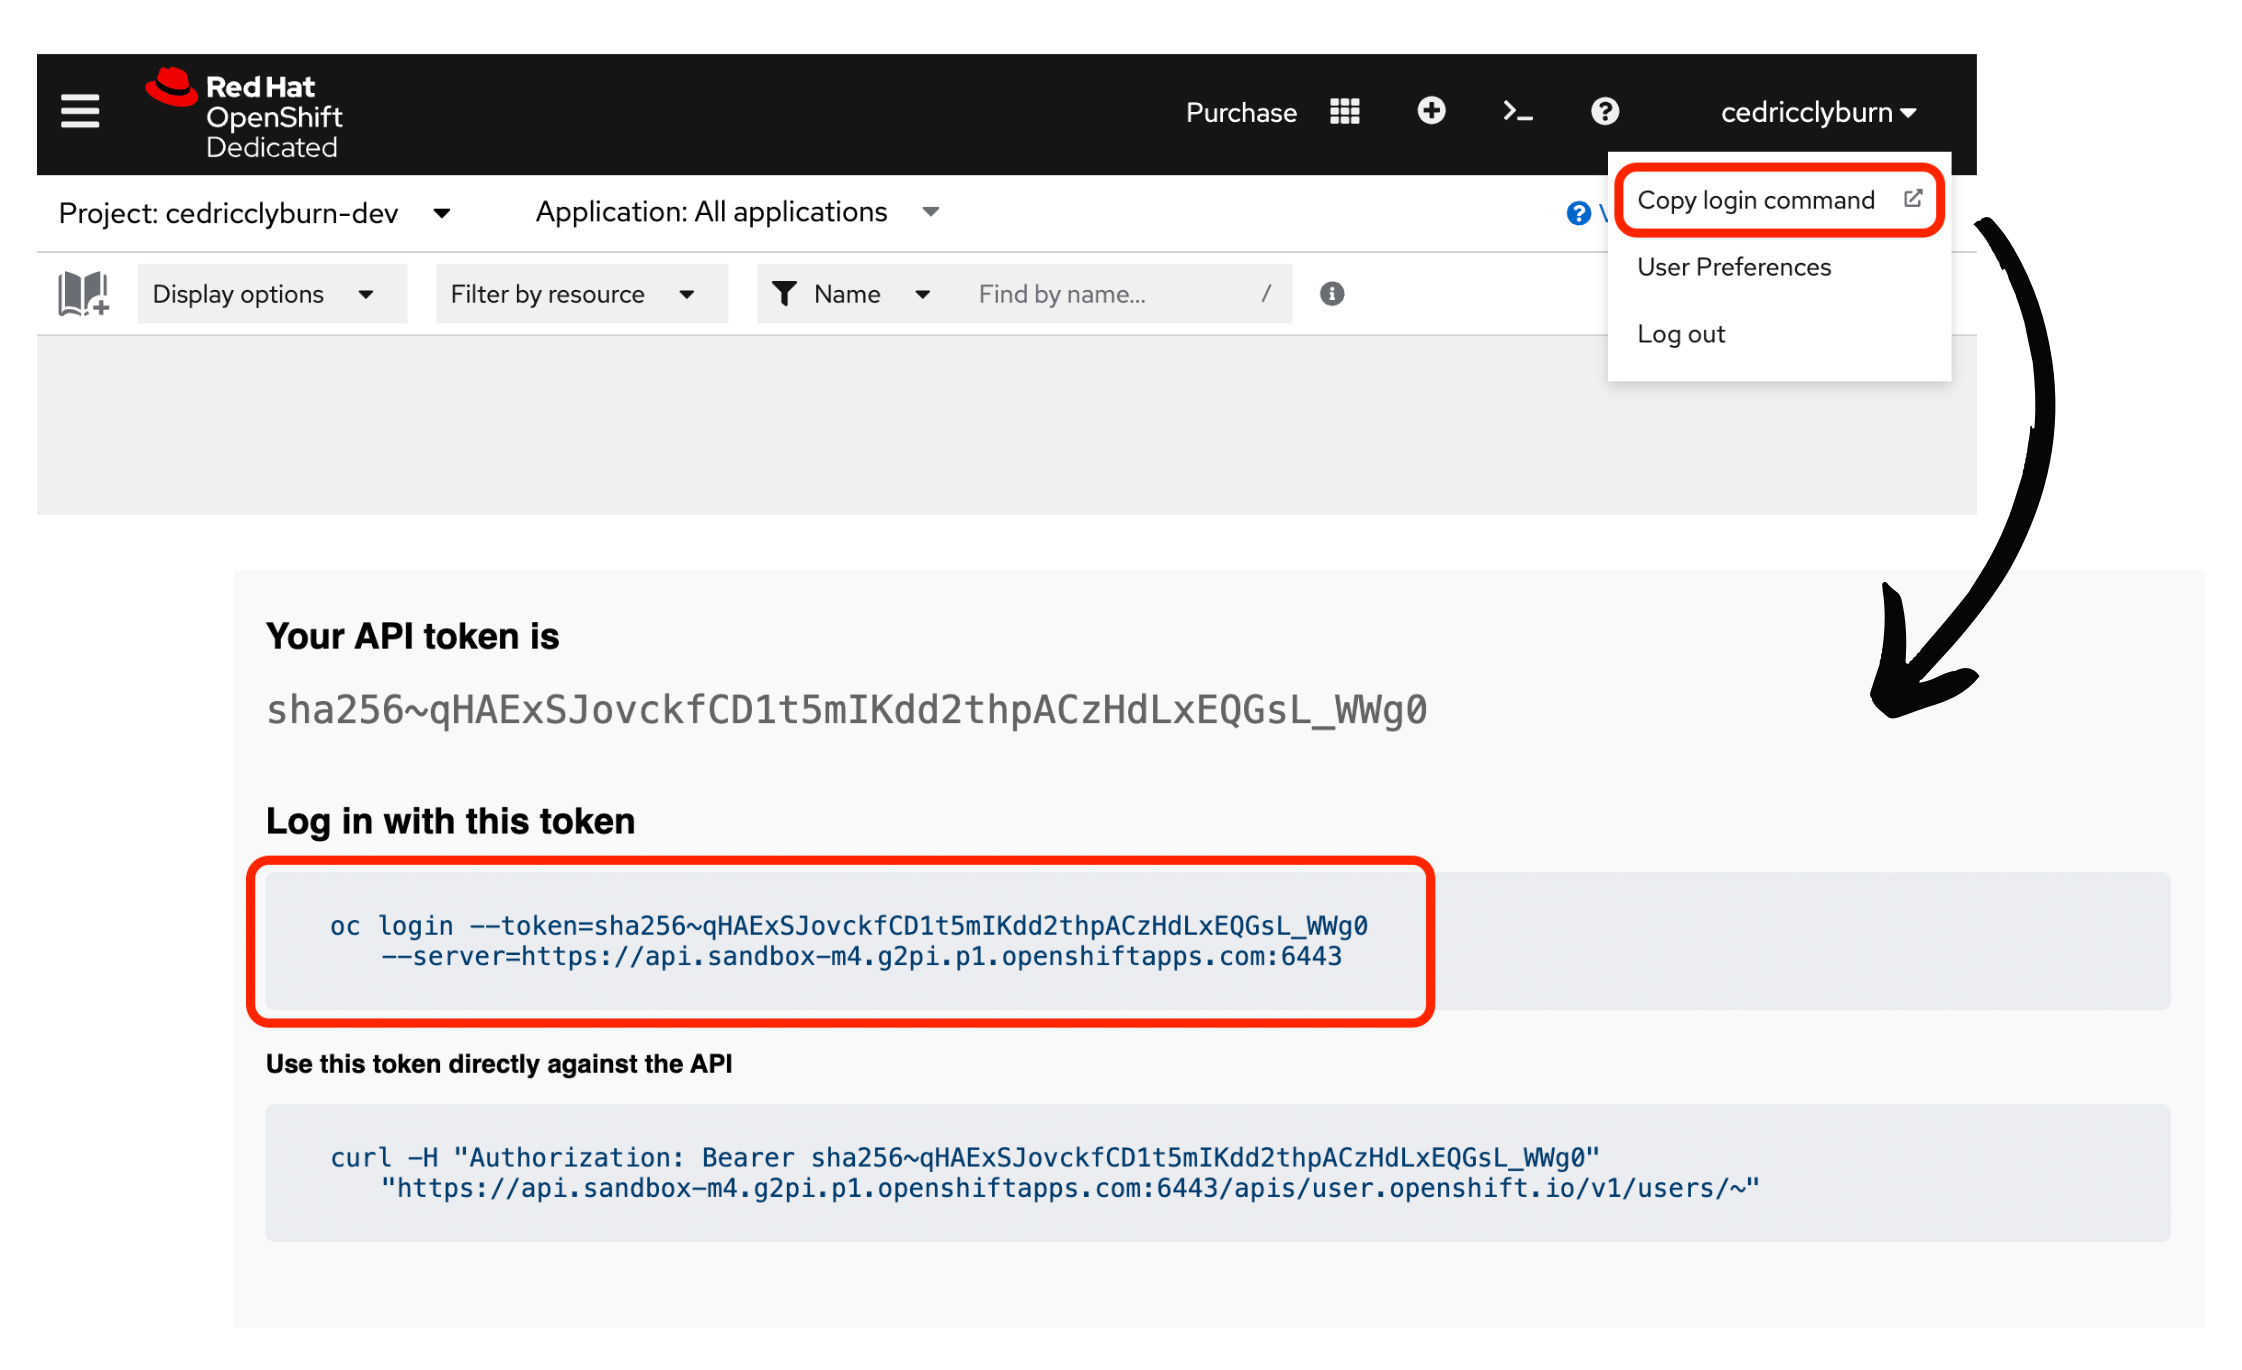 Red Hat
OpenShift
Dedicated
Purchase
cedricclyburn
Project: cedricclyburn-dev
Application: All applications
Copy login command
User Preferences
Log out
Display options
Filter by resource
Name
Find by name...
/
Your API token is
sha256~qHAExSJovckfCD1t5mIKdd2thpACzHdLxEQGsL_WWg0
Log in with this token
oc login --token=sha256~qHAExSJovckfCD1t5mIKdd2thpACzHdLxEQGsL_WWg0
--server=https://api.sandbox-m4.g2pi.p1.openshiftapps.com:6443
Use this token directly against the API
curl -H "Authorization: Bearer sha256~qHAExSJovckfCD1t5mIKdd2thpACzHdLxEQGsL_WWg0"
"https://api.sandbox-m4.g2pi.p1.openshiftapps.com:6443/apis/user.openshift.io/v1/users/~"